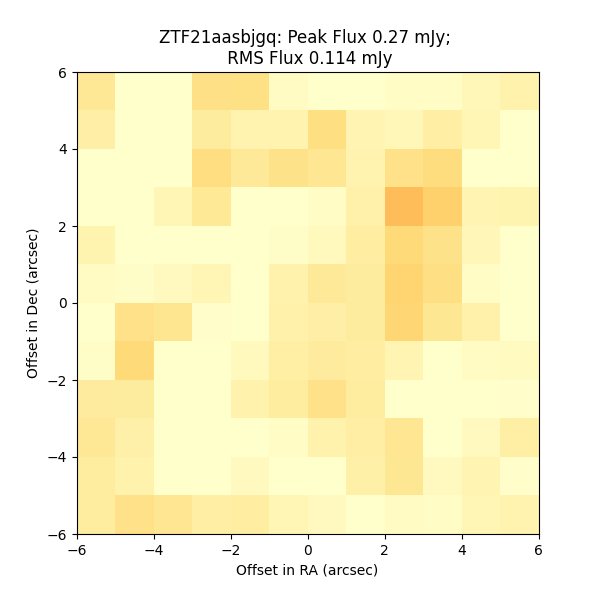 ZTF21aasbjgq: Peak Flux 0.27 mJy;
RMS Flux 0.114 mJy
6
4
2
0
−2
−4
−6
Offset in Dec (arcsec)
−6 −4 −2 0 2 4 6
Offset in RA (arcsec)